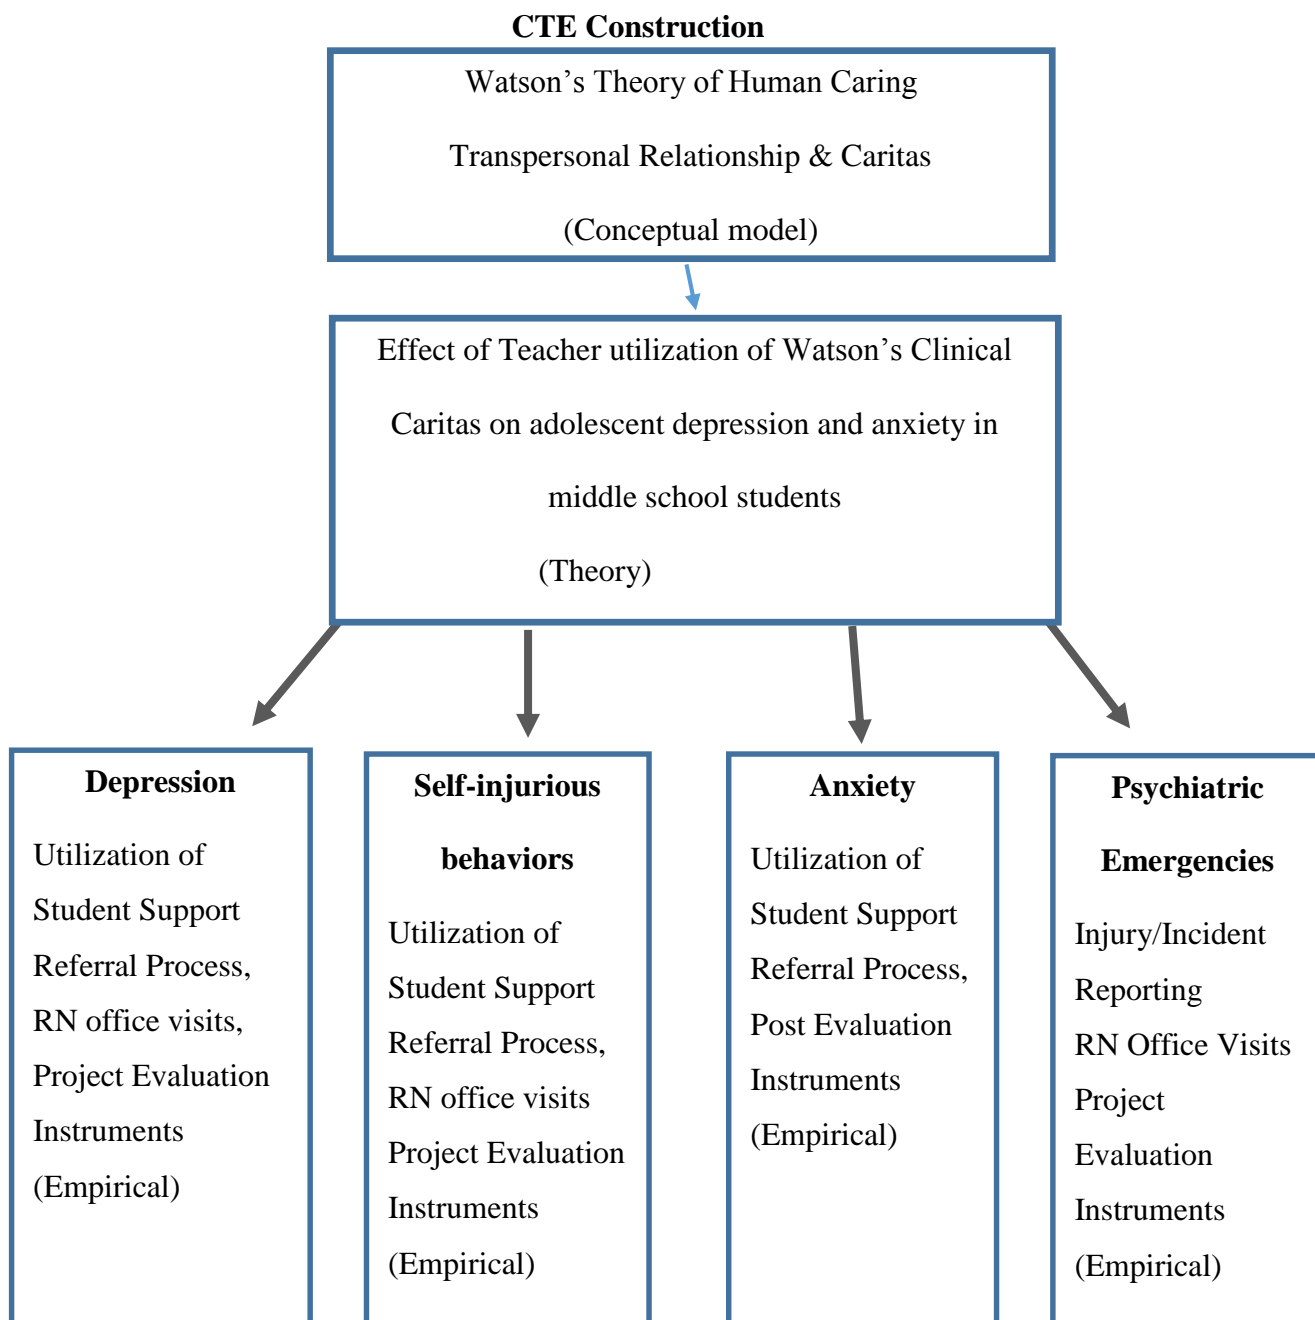 CTE Construction
Watson’s Theory of Human Caring
Transpersonal Relationship & Caritas
(Conceptual model)
Effect of Teacher utilization of Watson’s Clinical
Caritas on adolescent depression and anxiety in
middle school students
(Theory)
Depression
Utilization of
Student Support
Referral Process,
RN office visits,
Project Evaluation
Instruments
(Empirical)
Self-injurious
behaviors
Utilization of
Student Support
Referral Process,
RN office visits
Project Evaluation
Instruments
(Empirical)
Anxiety
Utilization of
Student Support
Referral Process,
Post Evaluation
Instruments
(Empirical)
Psychiatric
Emergencies
Injury/Incident
Reporting
RN Office Visits
Project
Evaluation
Instruments
(Empirical)